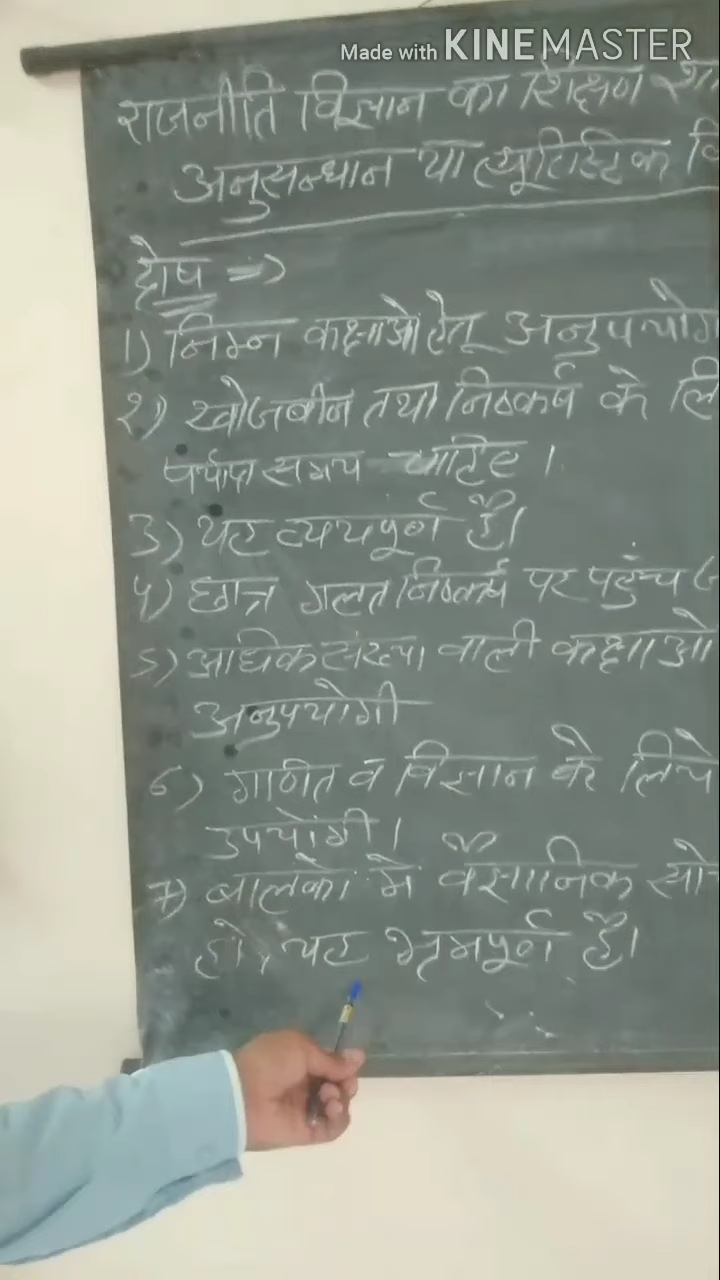 Made with KINEMASTER
राजनीति विज्ञान का शिक्षण शा
अनुसन्धान या ह्यूरिस्टिक वि
दोष =>
1) निम्न कक्षाओ हेतू अनुपयोग
2) खोजबीन तथा निष्कर्ष के लि
पर्याप्त समय चाहिए ।
3) यह व्ययपूर्ण है।
4) छात्र गलत निष्कर्ष पर पहुंच ज
5) अधिक संख्या वाली कक्षाओ
अनुपयोगी
6) गणित व विज्ञान के लिये
उपयोगी ।
7) बालको मे वैज्ञानिक सो
हो, यह भ्रमपूर्ण है।